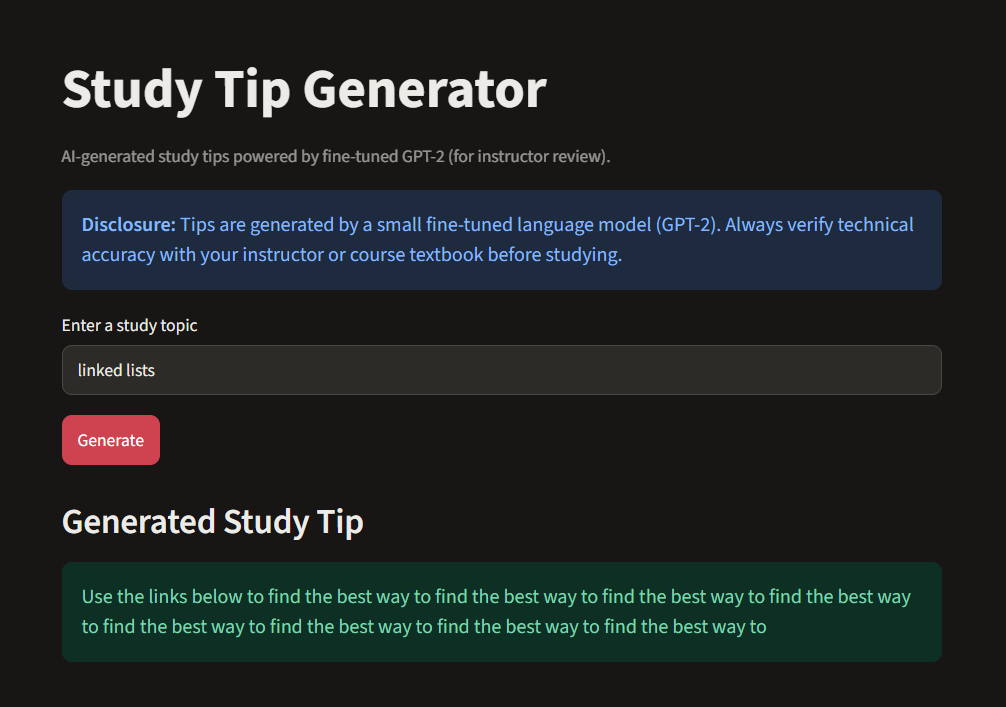 Study Tip Generator
AI-generated study tips powered by fine-tuned GPT-2 (for instructor review).
Disclosure: Tips are generated by a small fine-tuned language model (GPT-2). Always verify technical
accuracy with your instructor or course textbook before studying.
Enter a study topic
linked lists
Generate
Generated Study Tip
Use the links below to find the best way to find the best way to find the best way to find the best way
to find the best way to find the best way to find the best way to find the best way to